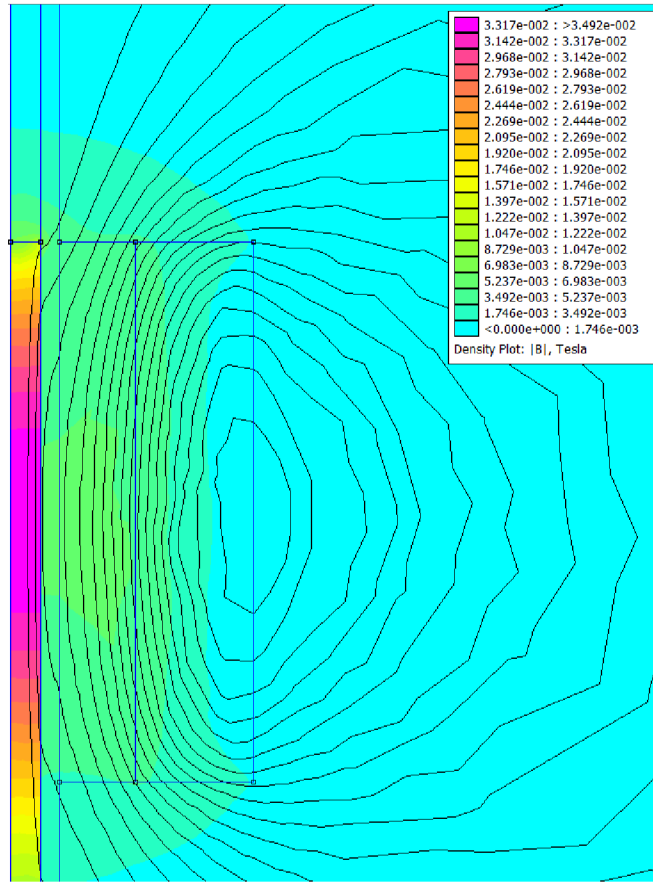 3.317e-002 : >3.492e-002
3.142e-002 : 3.317e-002
2.968e-002 : 3.142e-002
2.793e-002 : 2.968e-002
2.619e-002 : 2.793e-002
2.444e-002 : 2.619e-002
2.269e-002 : 2.444e-002
2.095e-002 : 2.269e-002
1.920e-002 : 2.095e-002
1.746e-002 : 1.920e-002
1.571e-002 : 1.746e-002
1.397e-002 : 1.571e-002
1.222e-002 : 1.397e-002
1.047e-002 : 1.222e-002
8.729e-003 : 1.047e-002
6.983e-003 : 8.729e-003
5.237e-003 : 6.983e-003
3.492e-003 : 5.237e-003
1.746e-003 : 3.492e-003
<0.000e+000 : 1.746e-003
Density Plot: |B|, Tesla